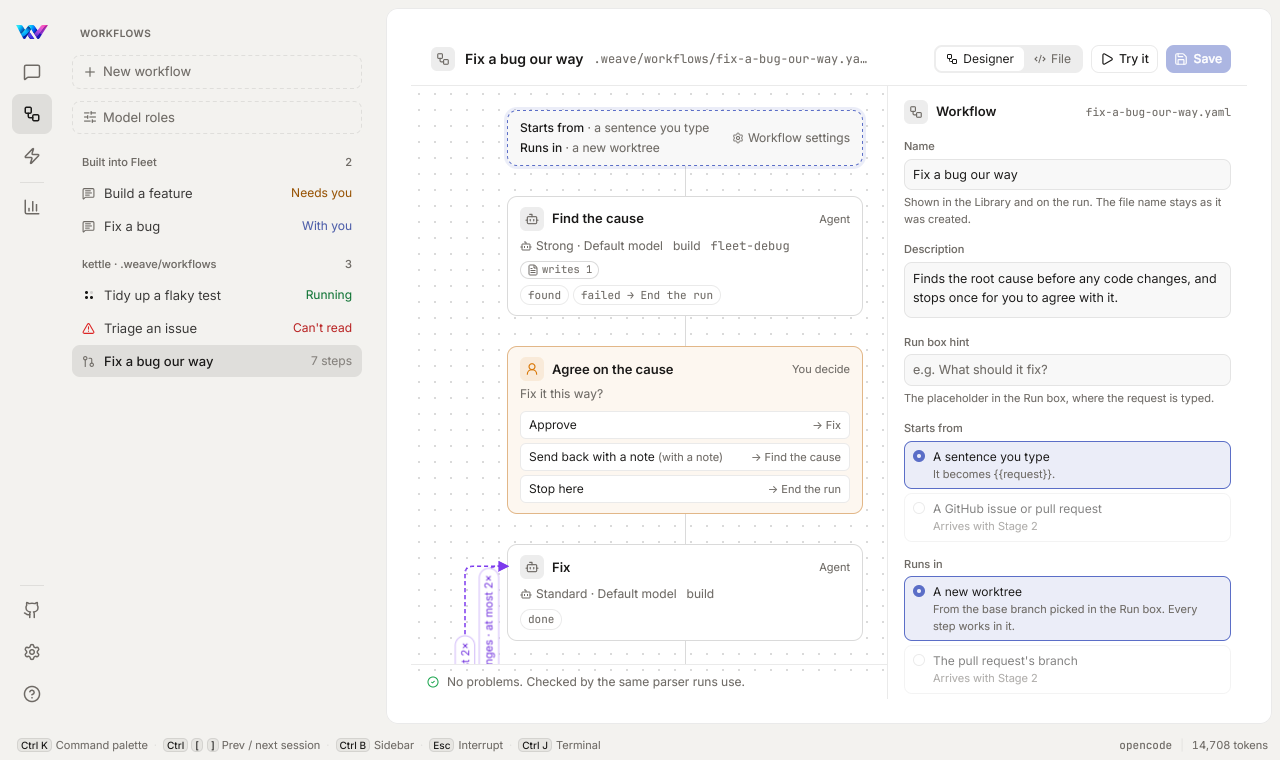 WORKFLOWS
New workflow
Model roles
Built into Fleet 2
Build a feature Needs you
Fix a bug With you
kettle · .weave/workflows 3
Tidy up a flaky test Running
Triage an issue Can't read
Fix a bug our way 7 steps
Fix a bug our way .weave/workflows/fix-a-bug-our-way.ya…
Designer File Try it Save
Starts from · a sentence you type
Runs in · a new worktree
Workflow settings
Find the cause Agent
Strong · Default model build fleet-debug
writes 1
found failed → End the run
Agree on the cause You decide
Fix it this way?
Approve → Fix
Send back with a note (with a note) → Find the cause
Stop here → End the run
Fix Agent
Standard · Default model build
done
nges · at most 2×
t 2×
No problems. Checked by the same parser runs use.
Workflow fix-a-bug-our-way.yaml
Name
Fix a bug our way
Shown in the Library and on the run. The file name stays as it
was created.
Description
Finds the root cause before any code changes, and
stops once for you to agree with it.
Run box hint
e.g. What should it fix?
The placeholder in the Run box, where the request is typed.
Starts from
A sentence you type
It becomes {{request}}.
A GitHub issue or pull request
Arrives with Stage 2
Runs in
A new worktree
From the base branch picked in the Run box. Every
step works in it.
The pull request's branch
Arrives with Stage 2
Ctrl K Command palette Ctrl [ ] Prev / next session Ctrl B Sidebar Esc Interrupt Ctrl J Terminal
opencode 14,708 tokens